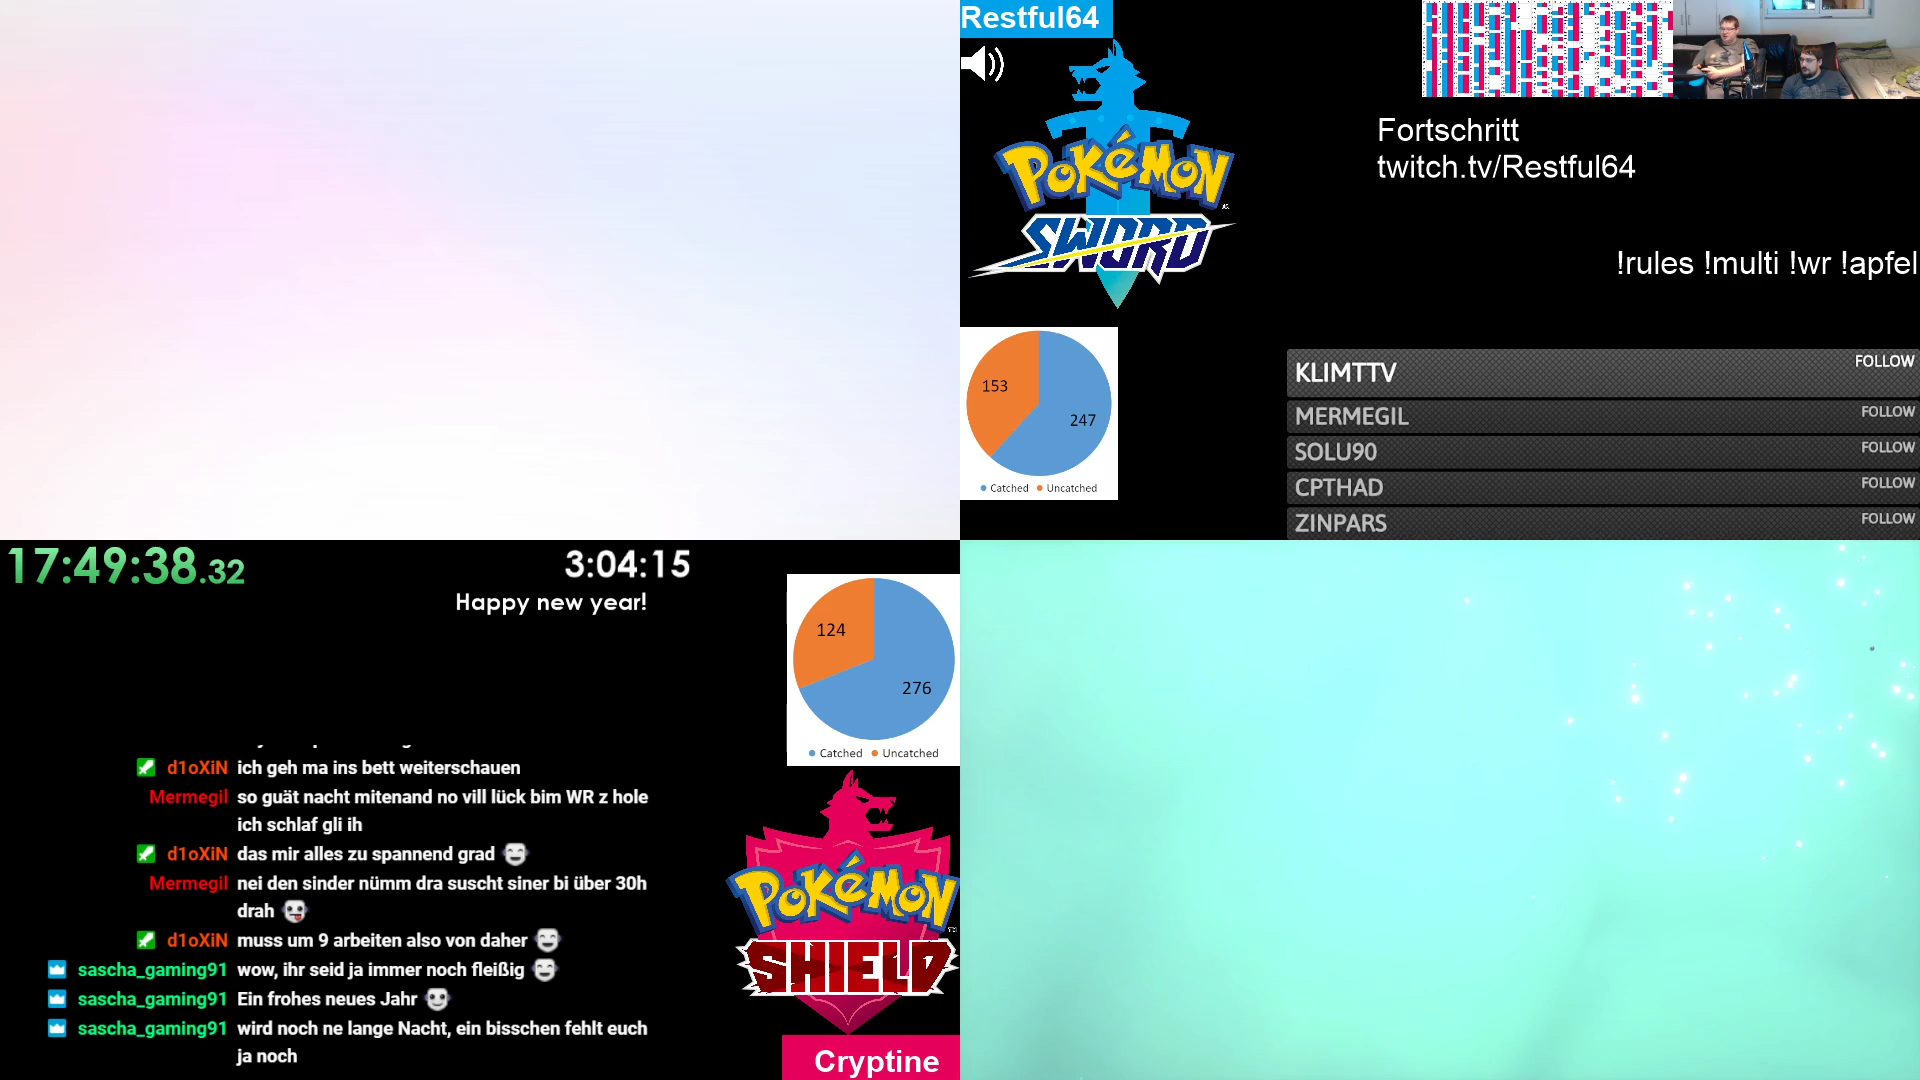 Restful64
POKéMON
SWORD
Fortschritt
twitch.tv/Restful64
!rules !multi !wr !apfel
153
247
Catched Uncatched
KLIMTTV FOLLOW
MERMEGIL FOLLOW
SOLU90 FOLLOW
CPTHAD FOLLOW
ZINPARS FOLLOW
17:49:38.32
3:04:15
Happy new year!
124
276
Catched Uncatched
d1oXiN ich geh ma ins bett weiterschauen
Mermegil so guät nacht mitenand no vill lück bim WR z hole
ich schlaf gli ih
d1oXiN das mir alles zu spannend grad
Mermegil nei den sinder nümm dra suscht siner bi über 30h
drah
d1oXiN muss um 9 arbeiten also von daher
sascha_gaming91 wow, ihr seid ja immer noch fleißig
sascha_gaming91 Ein frohes neues Jahr
sascha_gaming91 wird noch ne lange Nacht, ein bisschen fehlt euch
ja noch
POKéMON
SHIELD
Cryptine